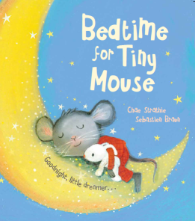 Bedtime
for Tiny
Mouse
Chae Strathie
Sebastien Braun
Goodnight, little dreamer...